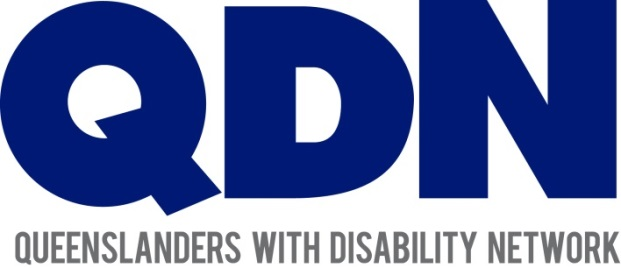 QDN
QUEENSLANDERS WITH DISABILITY NETWORK